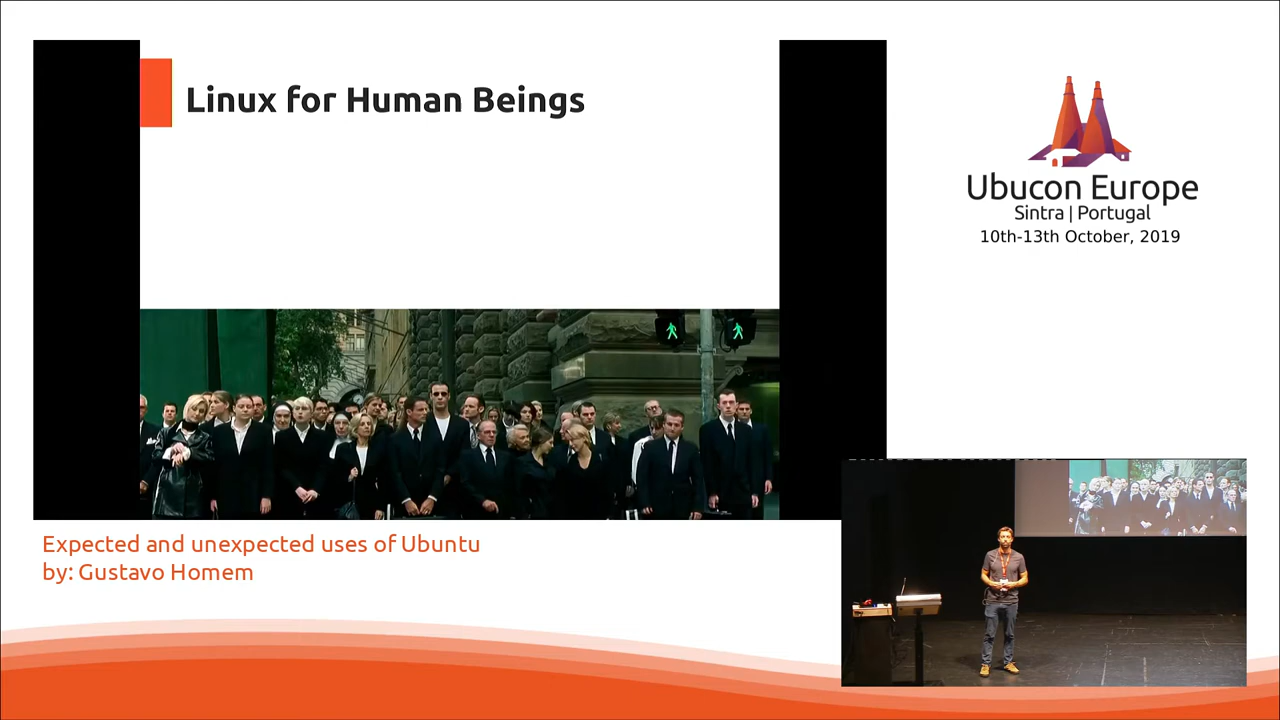 Linux for Human Beings
Ubucon Europe
Sintra | Portugal
10th-13th October, 2019
Expected and unexpected uses of Ubuntu
by: Gustavo Homem